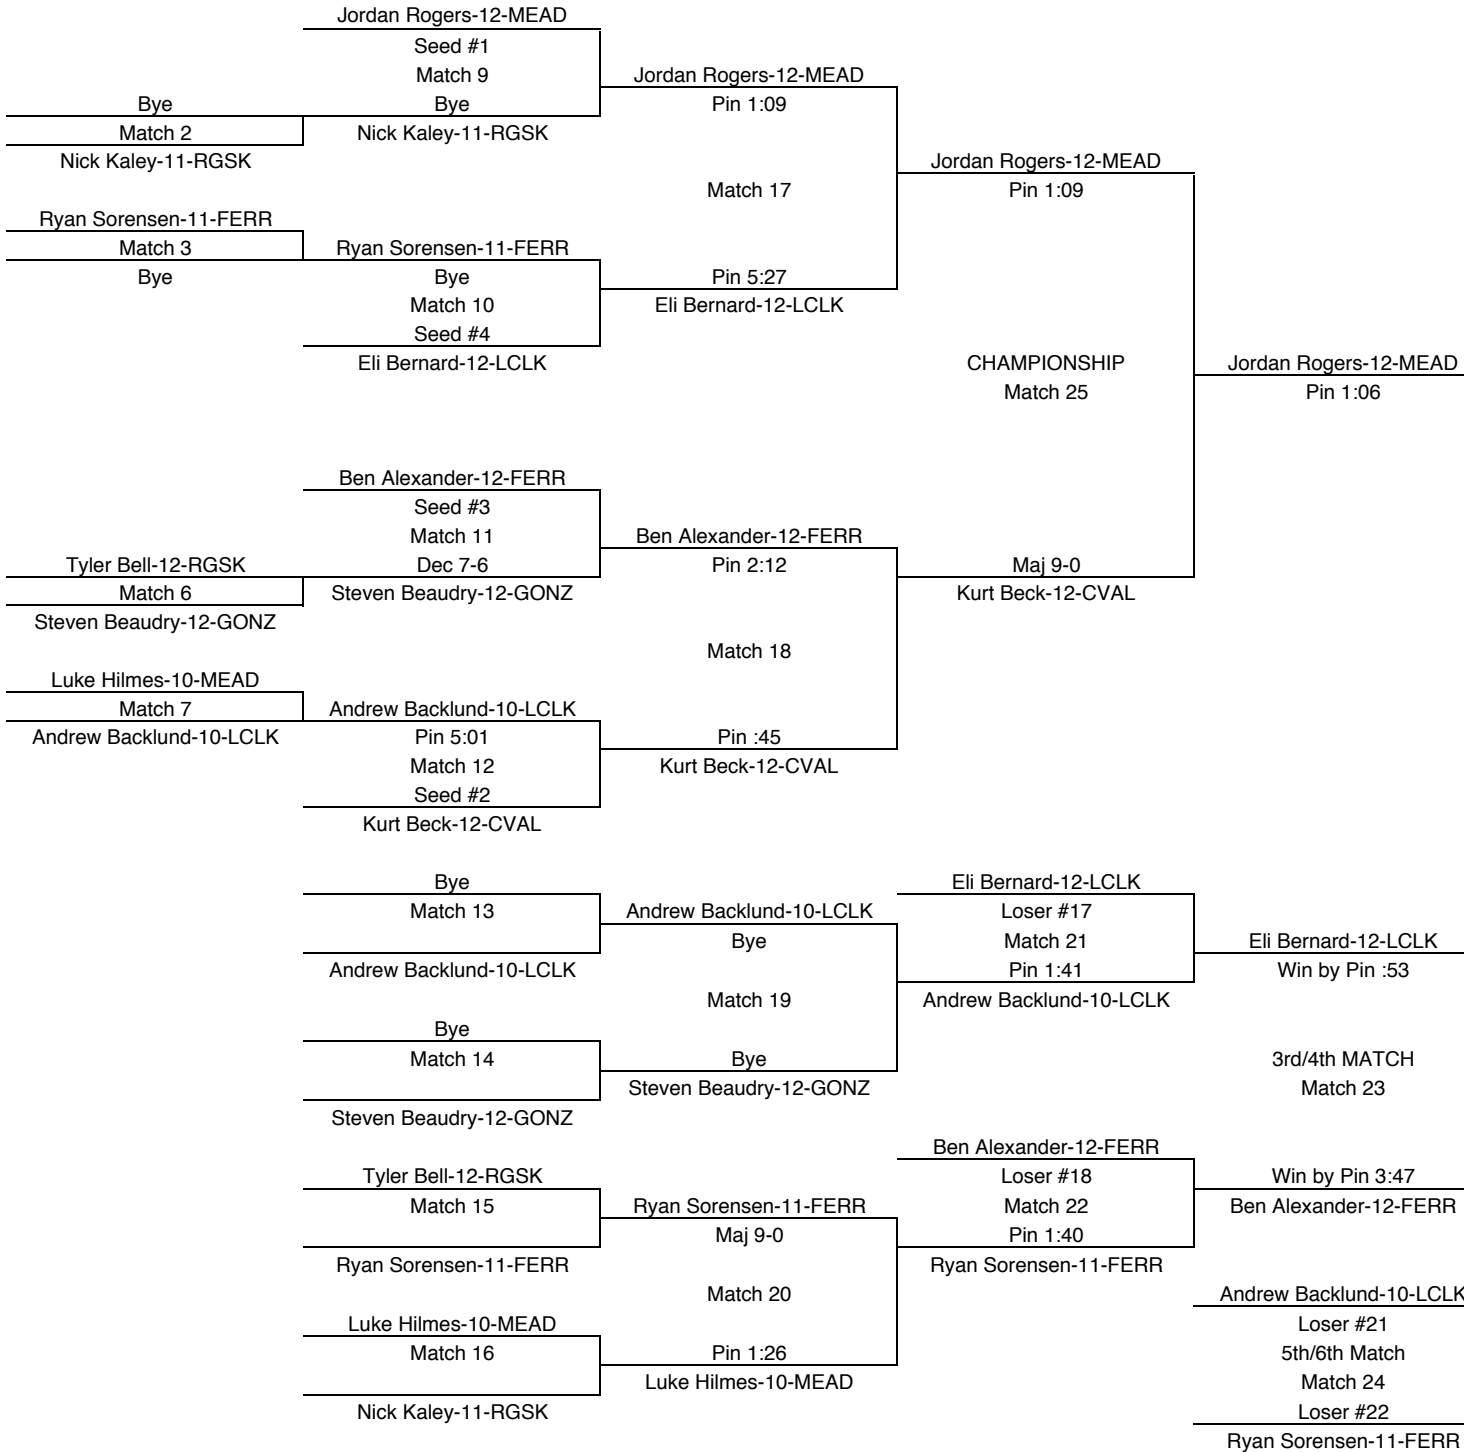 Jordan Rogers-12-MEAD
Seed #1
Match 9
Bye
Nick Kaley-11-RGSK
Bye
Match 2
Nick Kaley-11-RGSK
Jordan Rogers-12-MEAD
Pin 1:09
Match 17
Jordan Rogers-12-MEAD
Pin 1:09
Ryan Sorensen-11-FERR
Match 3
Bye
Ryan Sorensen-11-FERR
Bye
Match 10
Seed #4
Eli Bernard-12-LCLK
Pin 5:27
Eli Bernard-12-LCLK
CHAMPIONSHIP
Match 25
Jordan Rogers-12-MEAD
Pin 1:06
Ben Alexander-12-FERR
Seed #3
Match 11
Dec 7-6
Steven Beaudry-12-GONZ
Tyler Bell-12-RGSK
Match 6
Steven Beaudry-12-GONZ
Ben Alexander-12-FERR
Pin 2:12
Match 18
Maj 9-0
Kurt Beck-12-CVAL
Luke Hilmes-10-MEAD
Match 7
Andrew Backlund-10-LCLK
Andrew Backlund-10-LCLK
Pin 5:01
Match 12
Seed #2
Kurt Beck-12-CVAL
Pin :45
Kurt Beck-12-CVAL
Bye
Match 13
Andrew Backlund-10-LCLK
Andrew Backlund-10-LCLK
Bye
Match 19
Eli Bernard-12-LCLK
Loser #17
Match 21
Pin 1:41
Andrew Backlund-10-LCLK
Eli Bernard-12-LCLK
Win by Pin :53
Bye
Match 14
Steven Beaudry-12-GONZ
Bye
Steven Beaudry-12-GONZ
3rd/4th MATCH
Match 23
Tyler Bell-12-RGSK
Match 15
Ryan Sorensen-11-FERR
Ryan Sorensen-11-FERR
Maj 9-0
Match 20
Ben Alexander-12-FERR
Loser #18
Match 22
Pin 1:40
Ryan Sorensen-11-FERR
Win by Pin 3:47
Ben Alexander-12-FERR
Luke Hilmes-10-MEAD
Match 16
Nick Kaley-11-RGSK
Pin 1:26
Luke Hilmes-10-MEAD
Andrew Backlund-10-LCLK
Loser #21
5th/6th Match
Match 24
Loser #22
Ryan Sorensen-11-FERR